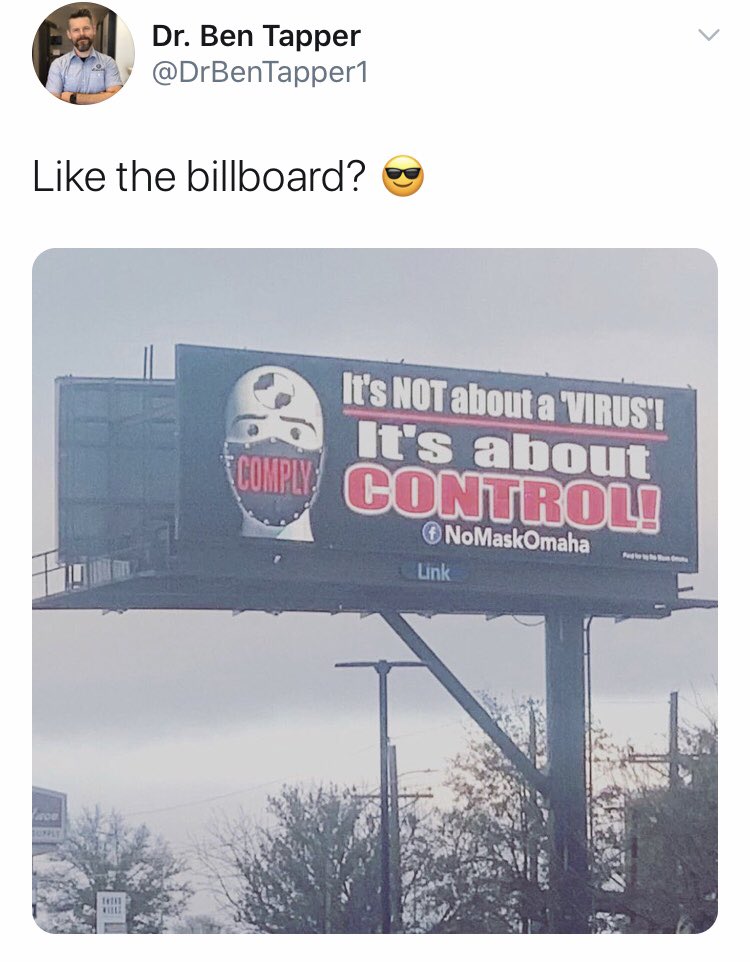 Dr. Ben Tapper
@DrBenTapper1
Like the billboard? 😎
It's NOT about a 'VIRUS'!
It's about
CONTROL!
COMPLY
NoMaskOmaha
Link